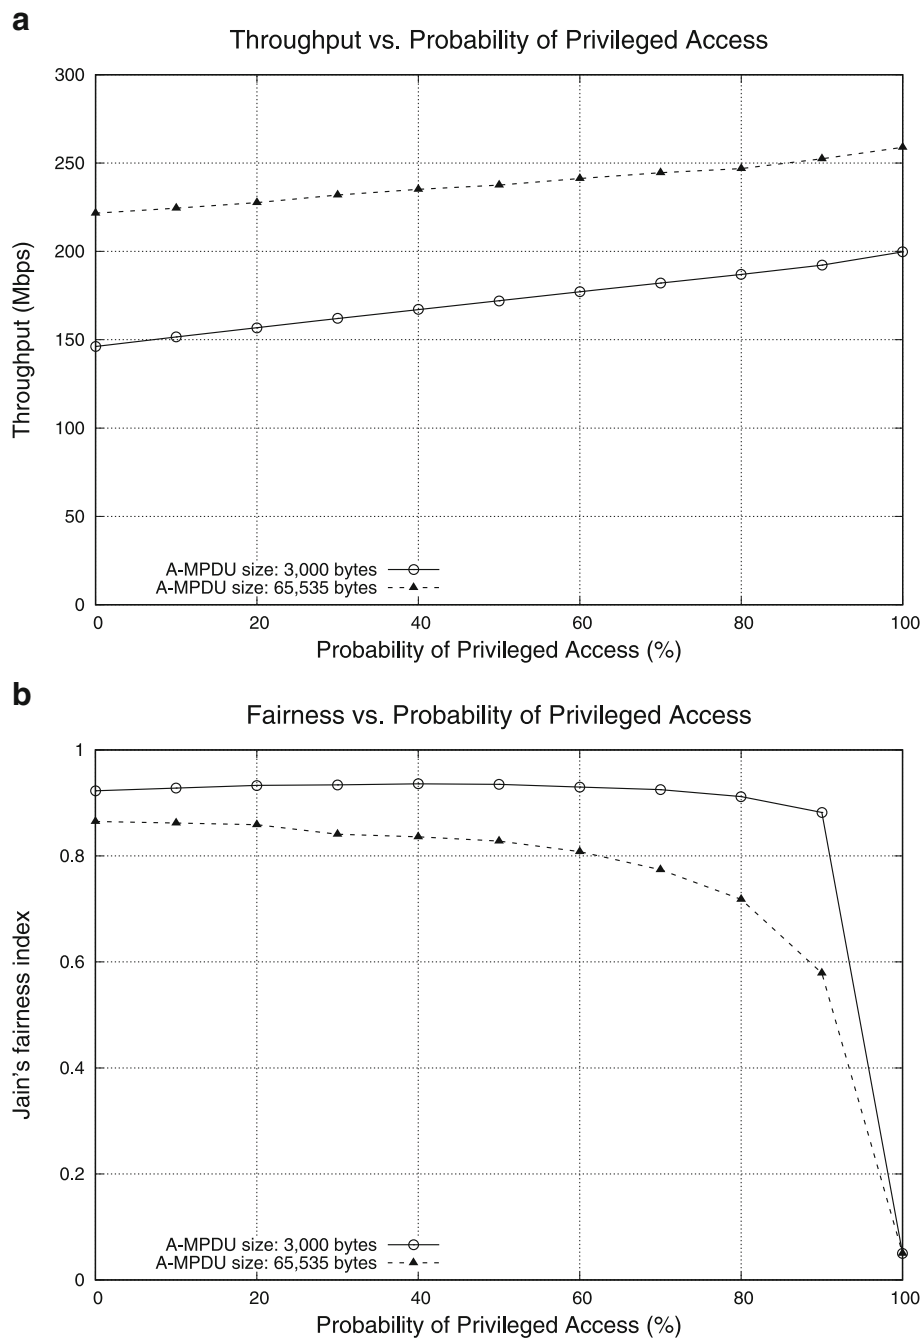 a
Throughput vs. Probability of Privileged Access
300
250
200
150
100
50
0
Throughput (Mbps)
A-MPDU size: 3,000 bytes
A-MPDU size: 65,535 bytes
0 20 40 60 80 100
Probability of Privileged Access (%)
b
Fairness vs. Probability of Privileged Access
1
0.8
0.6
0.4
0.2
0
Jain's fairness index
A-MPDU size: 3,000 bytes
A-MPDU size: 65,535 bytes
0 20 40 60 80 100
Probability of Privileged Access (%)